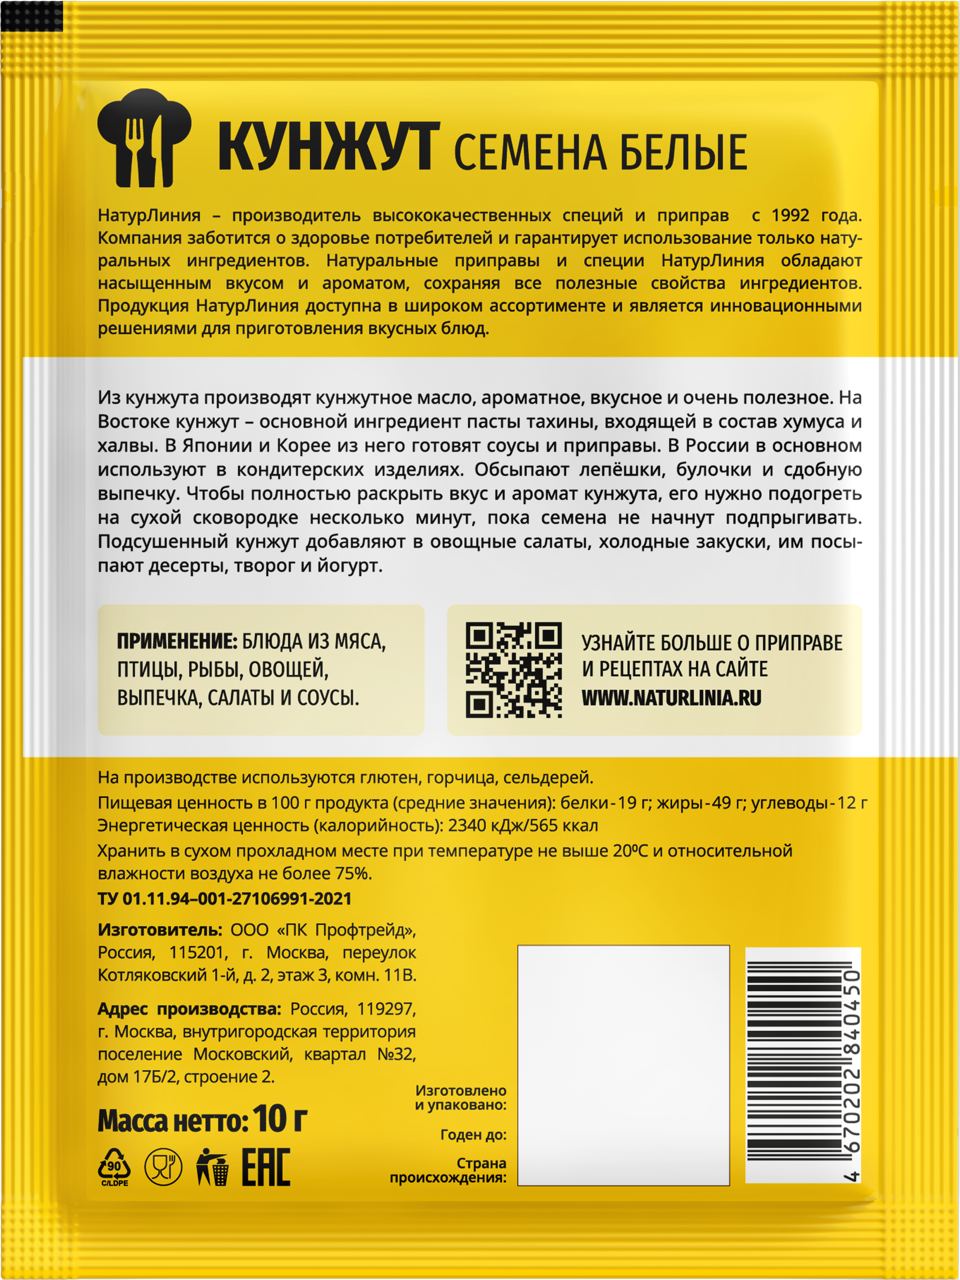 КУНЖУТ СЕМЕНА БЕЛЫЕ
НатурЛиния – производитель высококачественных специй и приправ с 1992 года.
Компания заботится о здоровье потребителей и гарантирует использование только нату-
ральных ингредиентов. Натуральные приправы и специи НатурЛиния обладают
насыщенным вкусом и ароматом, сохраняя все полезные свойства ингредиентов.
Продукция НатурЛиния доступна в широком ассортименте и является инновационными
решениями для приготовления вкусных блюд.
Из кунжута производят кунжутное масло, ароматное, вкусное и очень полезное. На
Востоке кунжут – основной ингредиент пасты тахины, входящей в состав хумуса и
халвы. В Японии и Корее из него готовят соусы и приправы. В России в основном
используют в кондитерских изделиях. Обсыпают лепёшки, булочки и сдобную
выпечку. Чтобы полностью раскрыть вкус и аромат кунжута, его нужно подогреть
на сухой сковородке несколько минут, пока семена не начнут подпрыгивать.
Подсушенный кунжут добавляют в овощные салаты, холодные закуски, им посы-
пают десерты, творог и йогурт.
ПРИМЕНЕНИЕ: БЛЮДА ИЗ МЯСА,
ПТИЦЫ, РЫБЫ, ОВОЩЕЙ,
ВЫПЕЧКА, САЛАТЫ И СОУСЫ.
УЗНАЙТЕ БОЛЬШЕ О ПРИПРАВЕ
И РЕЦЕПТАХ НА САЙТЕ
WWW.NATURLINIA.RU
На производстве используются глютен, горчица, сельдерей.
Пищевая ценность в 100 г продукта (средние значения): белки-19 г; жиры-49 г; углеводы-12 г
Энергетическая ценность (калорийность): 2340 кДж/565 ккал
Хранить в сухом прохладном месте при температуре не выше 20⁰С и относительной
влажности воздуха не более 75%.
ТУ 01.11.94–001-27106991-2021
Изготовитель: ООО «ПК Профтрейд»,
Россия, 115201, г. Москва, переулок
Котляковский 1-й, д. 2, этаж 3, комн. 11В.
Адрес производства: Россия, 119297,
г. Москва, внутригородская территория
поселение Московский, квартал №32,
дом 17Б/2, строение 2.
Масса нетто: 10 г
90
C/LDPE
EAC
Изготовлено
и упаковано:
Годен до:
Страна
происхождения:
4 670202 840450